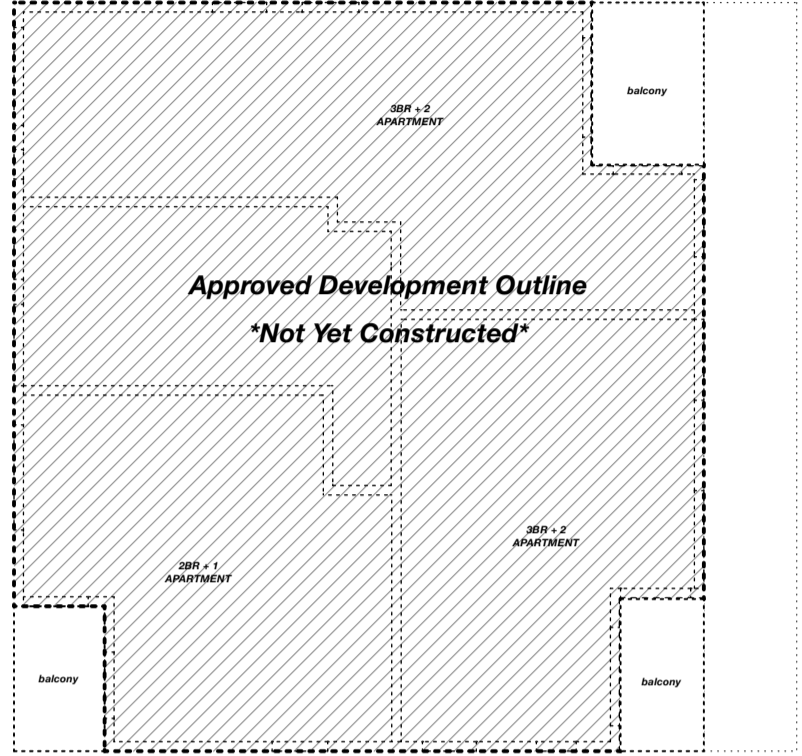 balcony
3BR + 2
APARTMENT
Approved Development Outline
*Not Yet Constructed*
3BR + 2
APARTMENT
2BR + 1
APARTMENT
balcony
balcony